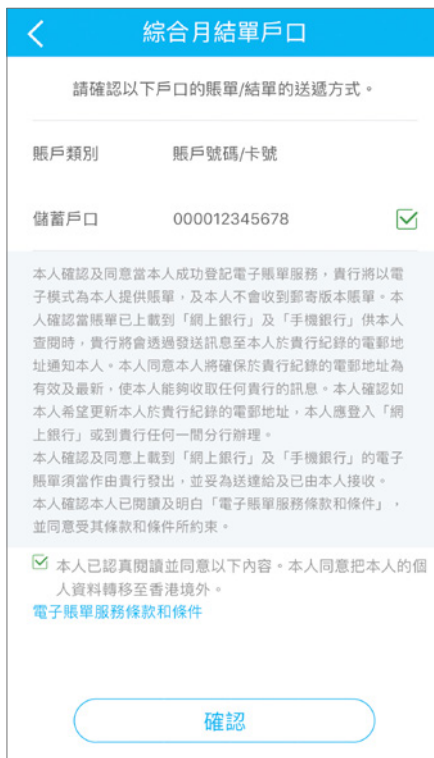 綜合月結單戶口
請確認以下戶口的賬單/結單的送遞方式。
賬戶類別 賬戶號碼/卡號
儲蓄戶口 000012345678
本人確認及同意當本人成功登記電子賬單服務，貴行將以電
子模式為本人提供賬單，及本人不會收到郵寄版本賬單。本
人確認當賬單已上載到「網上銀行」及「手機銀行」供本人
查閱時，貴行將會透過發送訊息至本人於貴行紀錄的電郵地
址通知本人。本人同意本人將確保於貴行紀錄的電郵地址為
有效及最新，使本人能夠收取任何貴行的訊息。本人確認如
本人希望更新本人於貴行紀錄的電郵地址，本人應登入「網
上銀行」或到貴行任何一間分行辦理。
本人確認及同意上載到「網上銀行」及「手機銀行」的電子
賬單須當作由貴行發出，並妥為送達給及已由本人接收。
本人確認本人已閱讀及明白「電子賬單服務條款和條件」，
並同意受其條款和條件所約束。
本人已認真閱讀並同意以下內容。本人同意把本人的個
人資料轉移至香港境外。
電子賬單服務條款和條件
確認